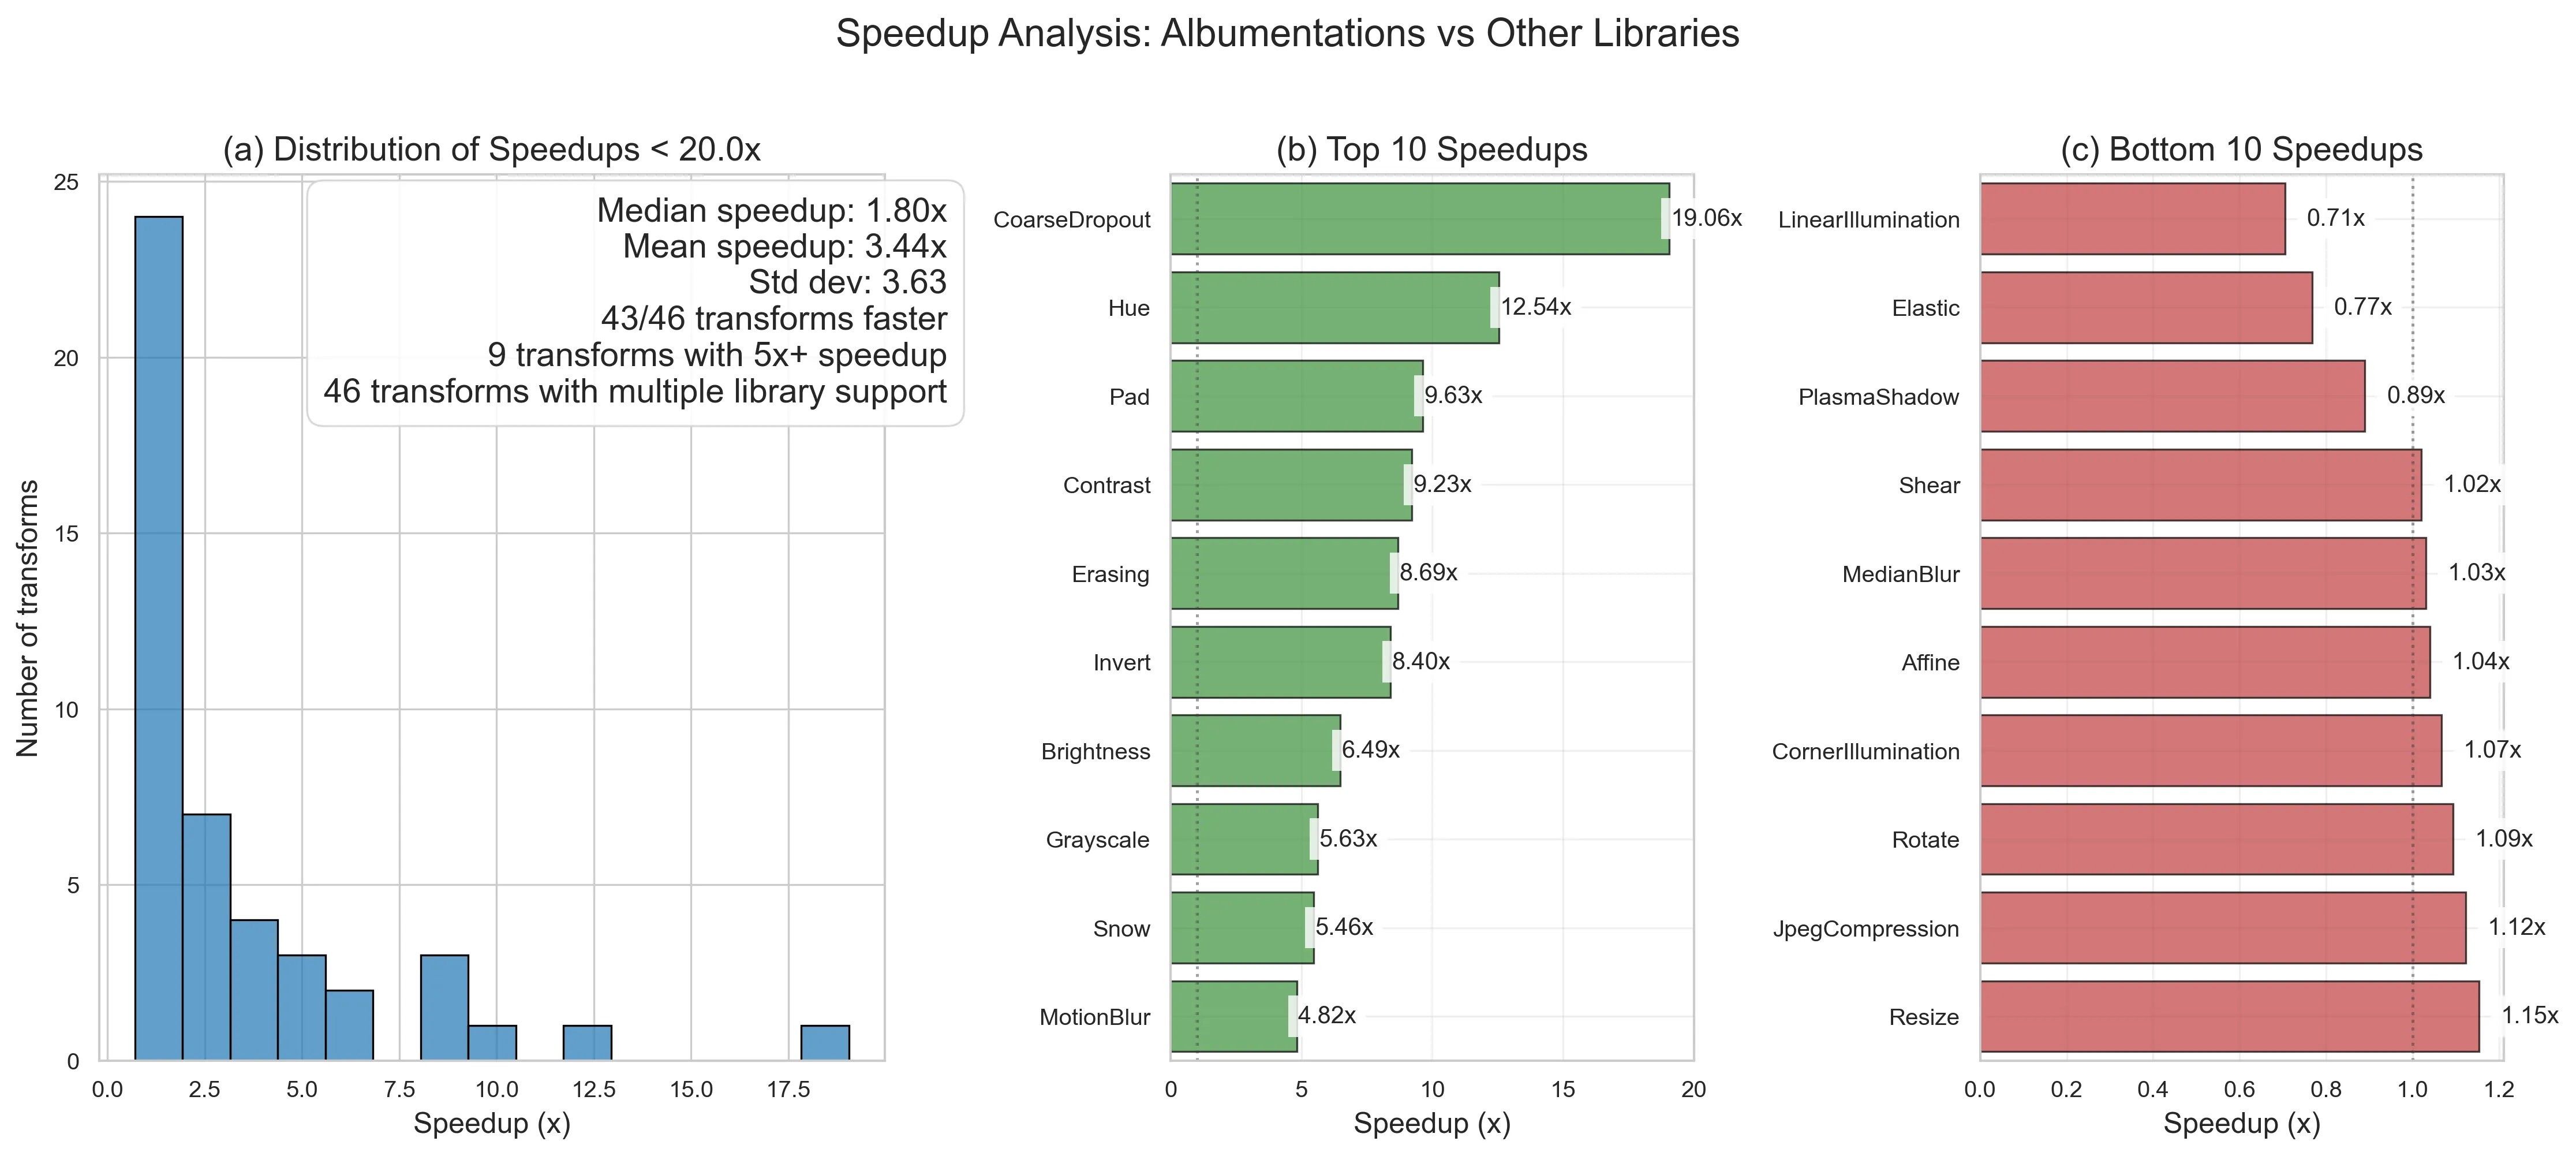 Speedup Analysis: Albumentations vs Other Libraries
(a) Distribution of Speedups < 20.0x
Number of transforms
25
20
15
10
5
0
Median speedup: 1.80x
Mean speedup: 3.44x
Std dev: 3.63
43/46 transforms faster
9 transforms with 5x+ speedup
46 transforms with multiple library support
0.0 2.5 5.0 7.5 10.0 12.5 15.0 17.5
Speedup (x)
(b) Top 10 Speedups
CoarseDropout 19.06x
Hue 12.54x
Pad 9.63x
Contrast 9.23x
Erasing 8.69x
Invert 8.40x
Brightness 6.49x
Grayscale 5.63x
Snow 5.46x
MotionBlur 4.82x
0 5 10 15 20
Speedup (x)
(c) Bottom 10 Speedups
LinearIllumination 0.71x
Elastic 0.77x
PlasmaShadow 0.89x
Shear 1.02x
MedianBlur 1.03x
Affine 1.04x
CornerIllumination 1.07x
Rotate 1.09x
JpegCompression 1.12x
Resize 1.15x
0.0 0.2 0.4 0.6 0.8 1.0 1.2
Speedup (x)